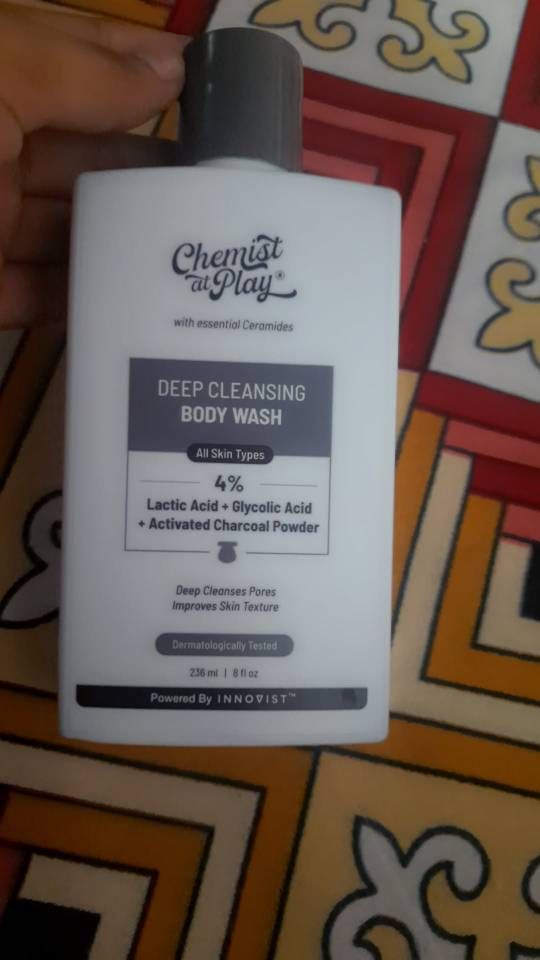 Chemist
at Play®
with essential Ceramides
DEEP CLEANSING
BODY WASH
All Skin Types
4%
Lactic Acid + Glycolic Acid
+ Activated Charcoal Powder
Deep Cleanses Pores
Improves Skin Texture
Dermatologically Tested
236 ml | 8 fl oz
Powered By INNOVIST™